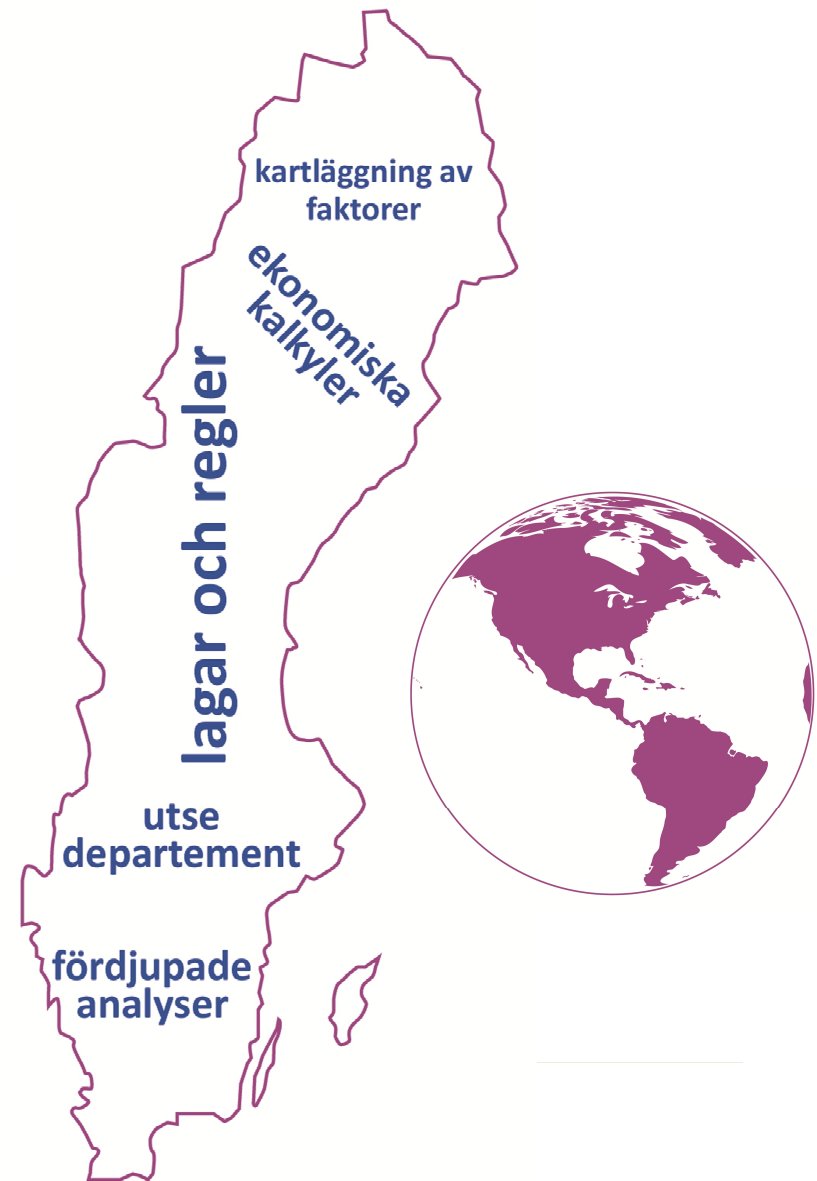 kartläggning av
faktorer
ekonomiska
kalkyler
lagar och regler
utse
departement
fördjupade
analyser